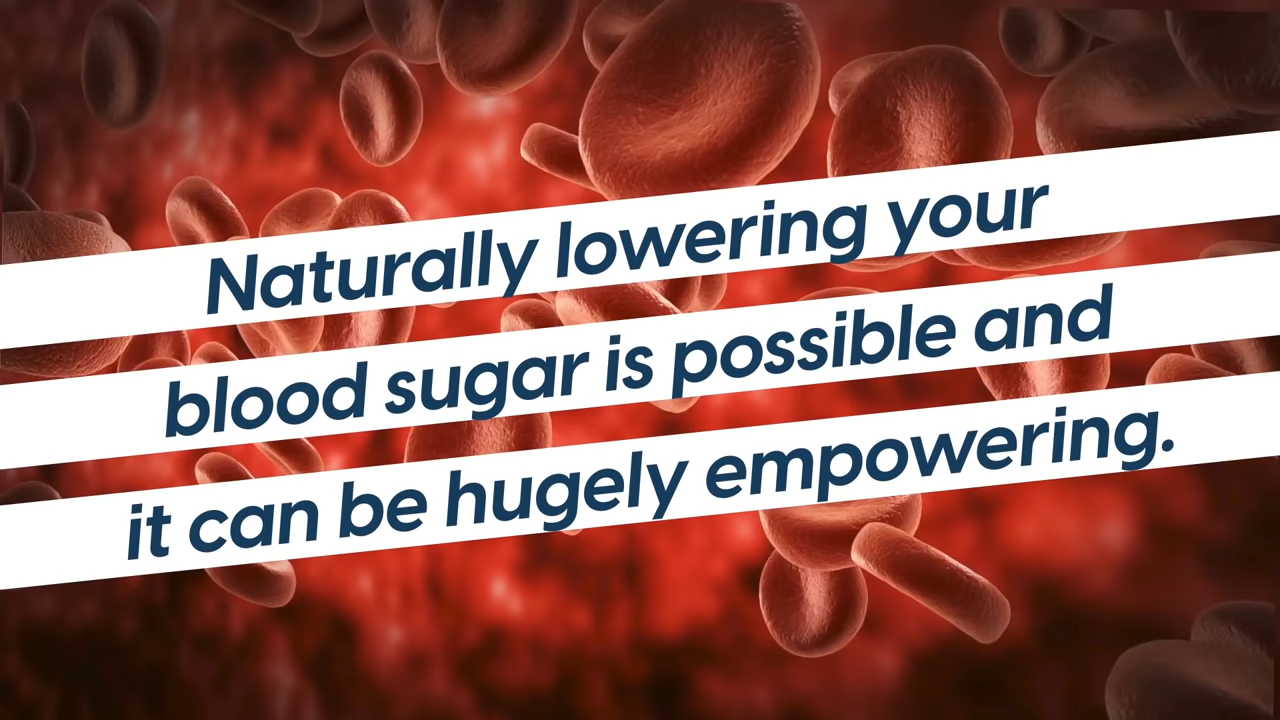 Naturally lowering your
blood sugar is possible and
it can be hugely empowering.